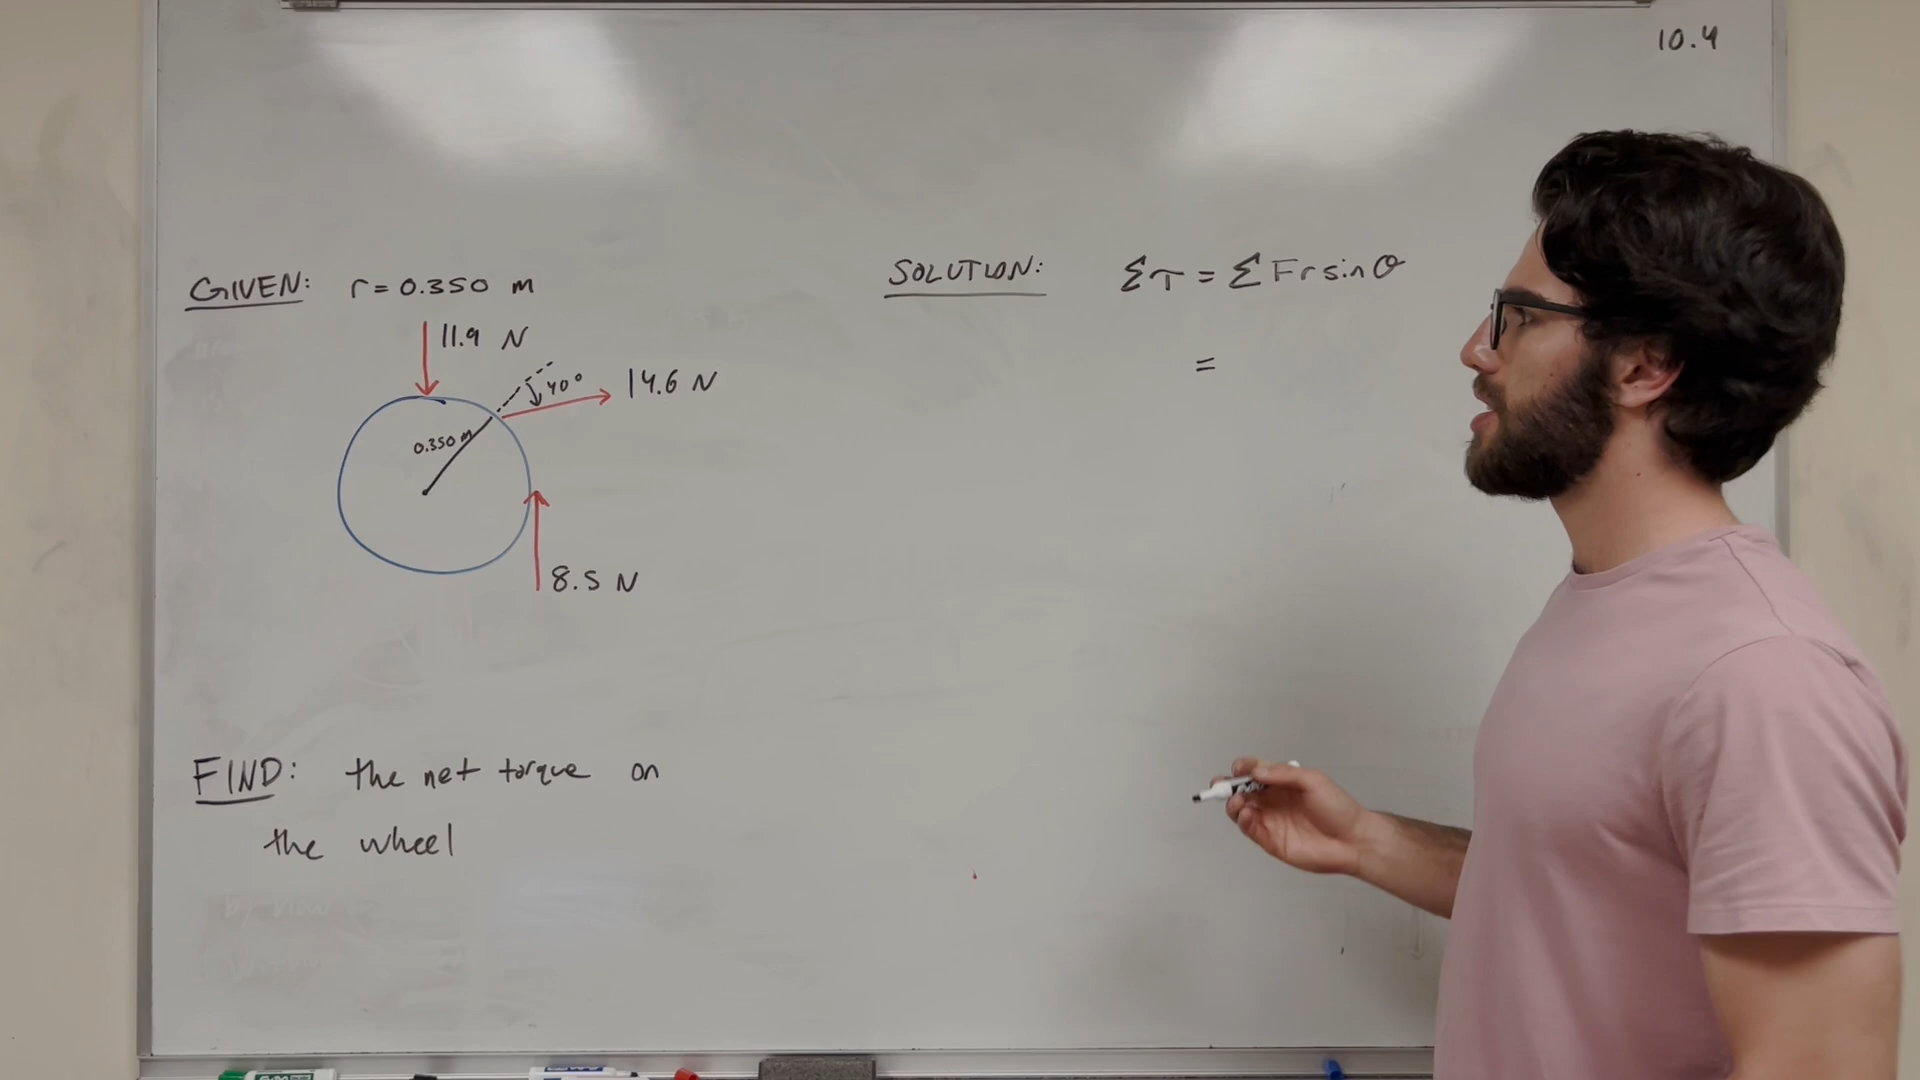 10.4
GIVEN: r = 0.350 m
11.9 N
40°
14.6 N
0.350 m
8.5 N
FIND: the net torque on
the wheel
SOLUTION: Στ = Σ F r sin θ
=